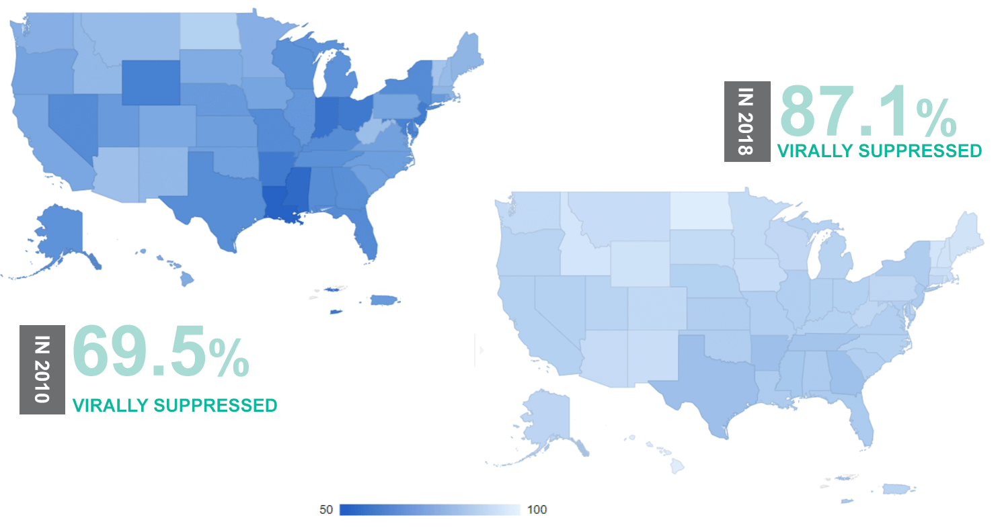 IN 2018
87.1%
VIRALLY SUPPRESSED
IN 2010
69.5%
VIRALLY SUPPRESSED
50
100